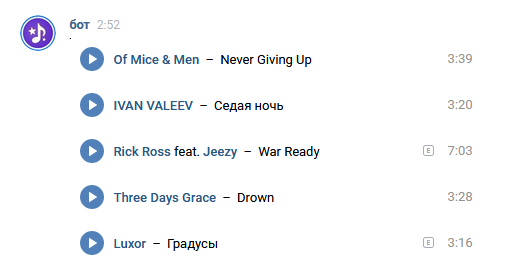 бот 2:52
.
Of Mice & Men – Never Giving Up 3:39
IVAN VALEEV – Седая ночь 3:20
Rick Ross feat. Jeezy – War Ready E 7:03
Three Days Grace – Drown 3:28
Luxor – Градусы E 3:16